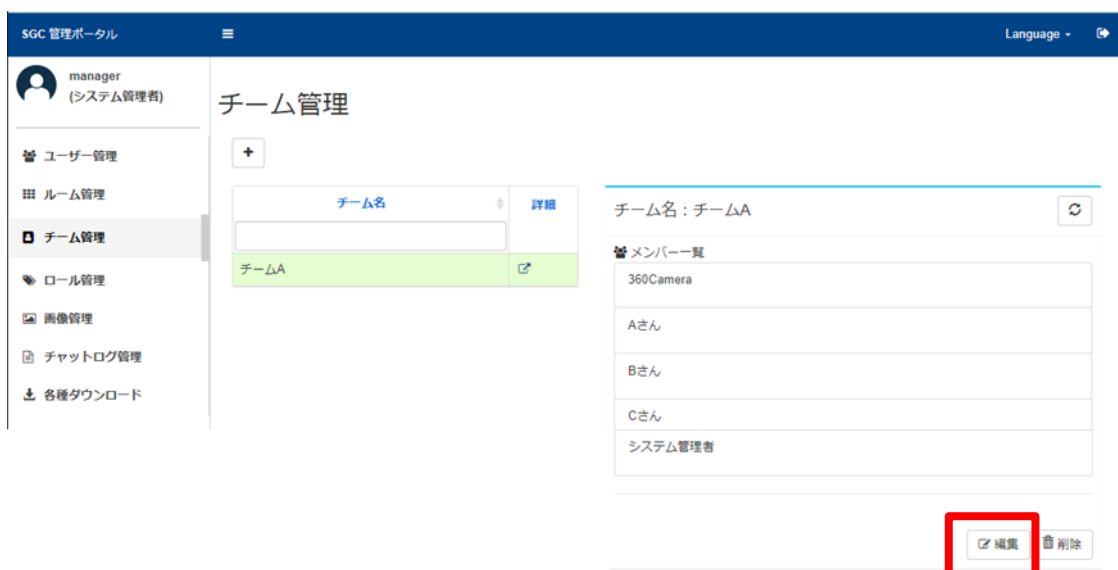 SGC 管理ポータル
Language
manager
(システム管理者)
ユーザー管理
ルーム管理
チーム管理
ロール管理
画像管理
チャットログ管理
各種ダウンロード
チーム管理
+
チーム名 詳細
チームA
チーム名 : チームA
メンバー一覧
360Camera
Aさん
Bさん
Cさん
システム管理者
編集 削除